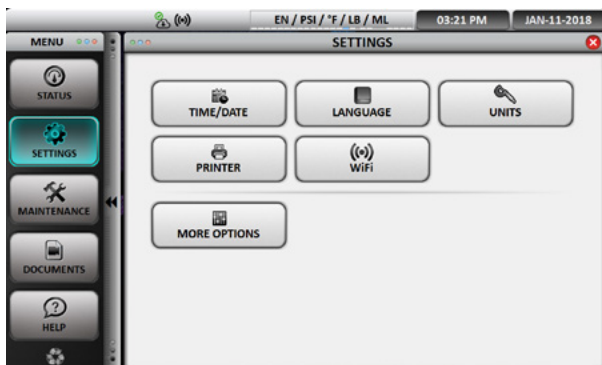 EN / PSI / °F / LB / ML
03:21 PM
JAN-11-2018
MENU
SETTINGS
STATUS
SETTINGS
MAINTENANCE
DOCUMENTS
HELP
TIME/DATE
LANGUAGE
UNITS
PRINTER
WiFi
MORE OPTIONS